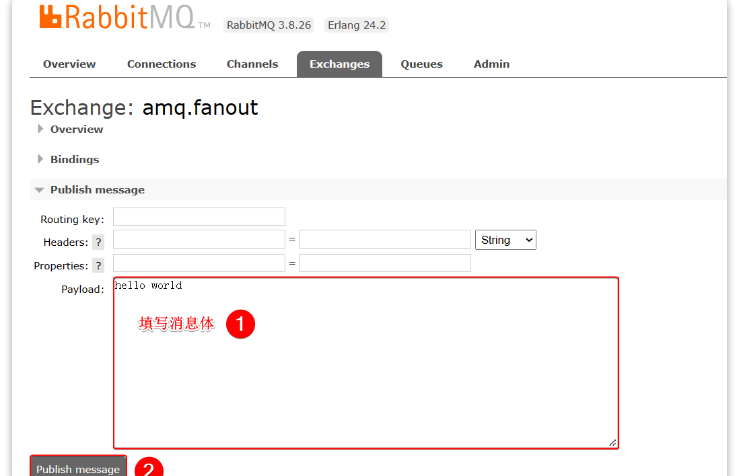 RabbitMQ TM RabbitMQ 3.8.26 Erlang 24.2
Overview Connections Channels Exchanges Queues Admin
Exchange: amq.fanout
Overview
Bindings
Publish message
Routing key:
Headers: ? = String
Properties: ? =
Payload: hello world
填写消息体 1
Publish message 2